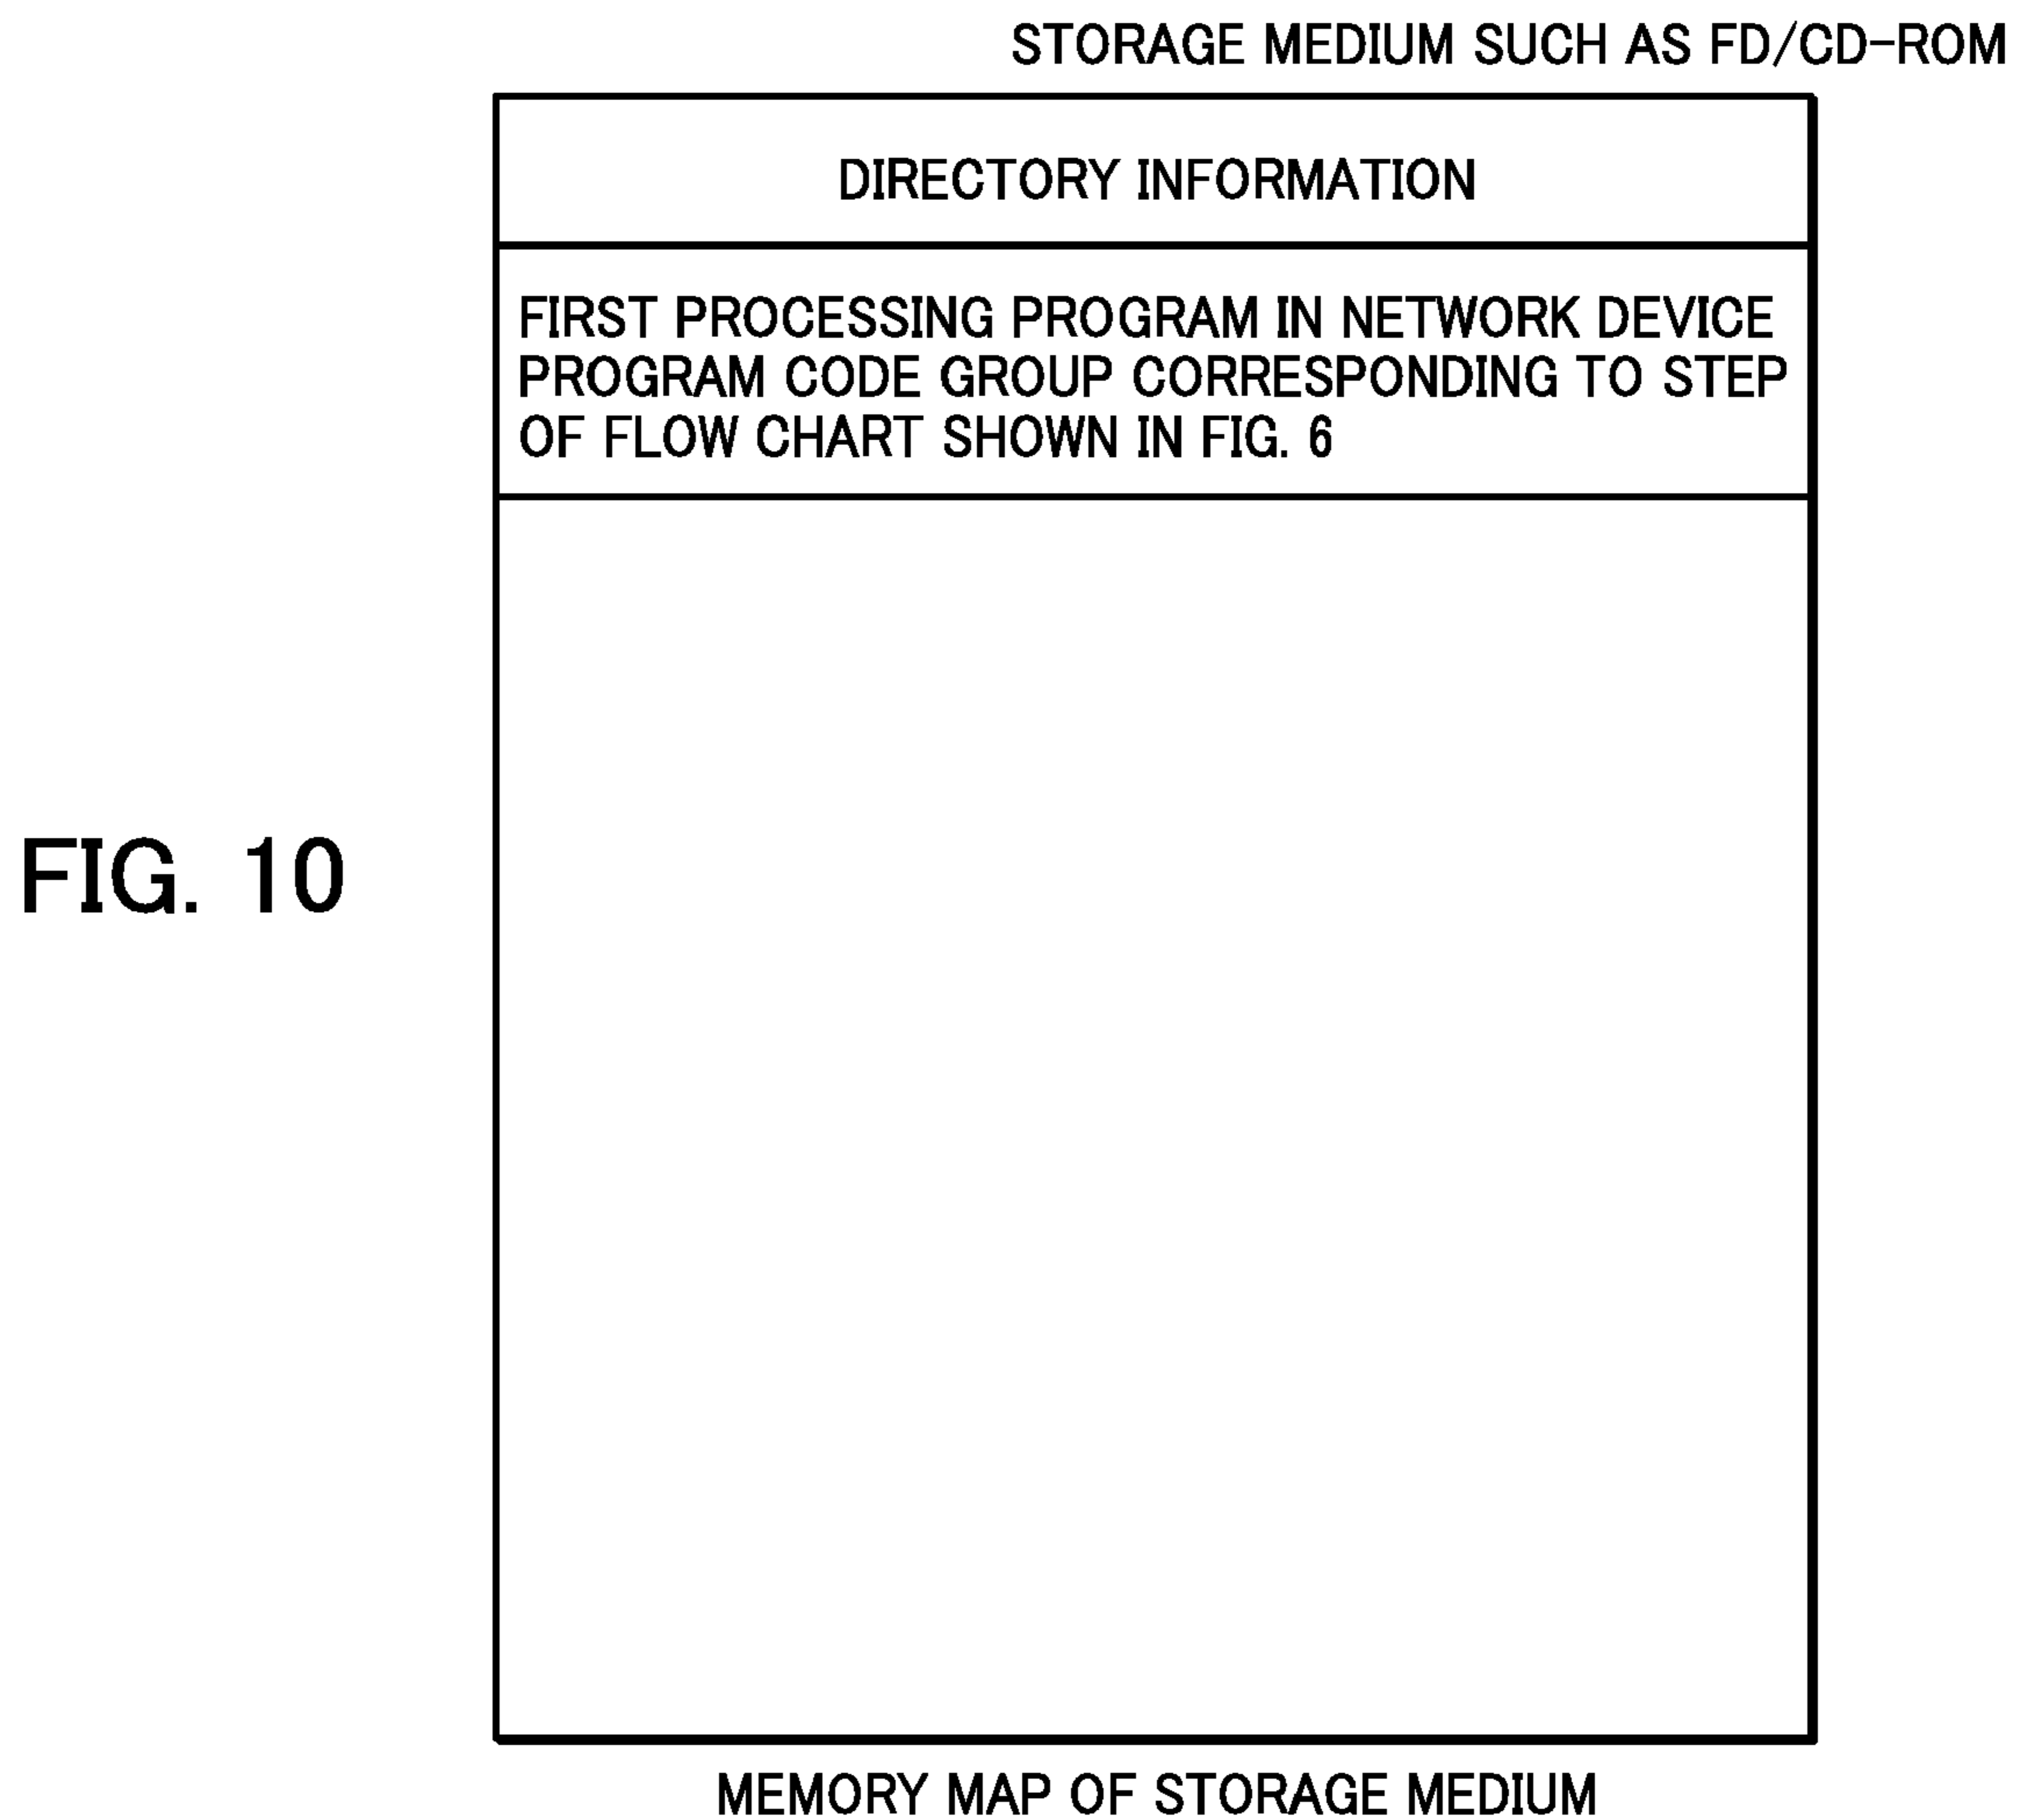 STORAGE MEDIUM SUCH AS FD/CD-ROM
DIRECTORY INFORMATION
FIRST PROCESSING PROGRAM IN NETWORK DEVICE
PROGRAM CODE GROUP CORRESPONDING TO STEP
OF FLOW CHART SHOWN IN FIG. 6
FIG. 10
MEMORY MAP OF STORAGE MEDIUM